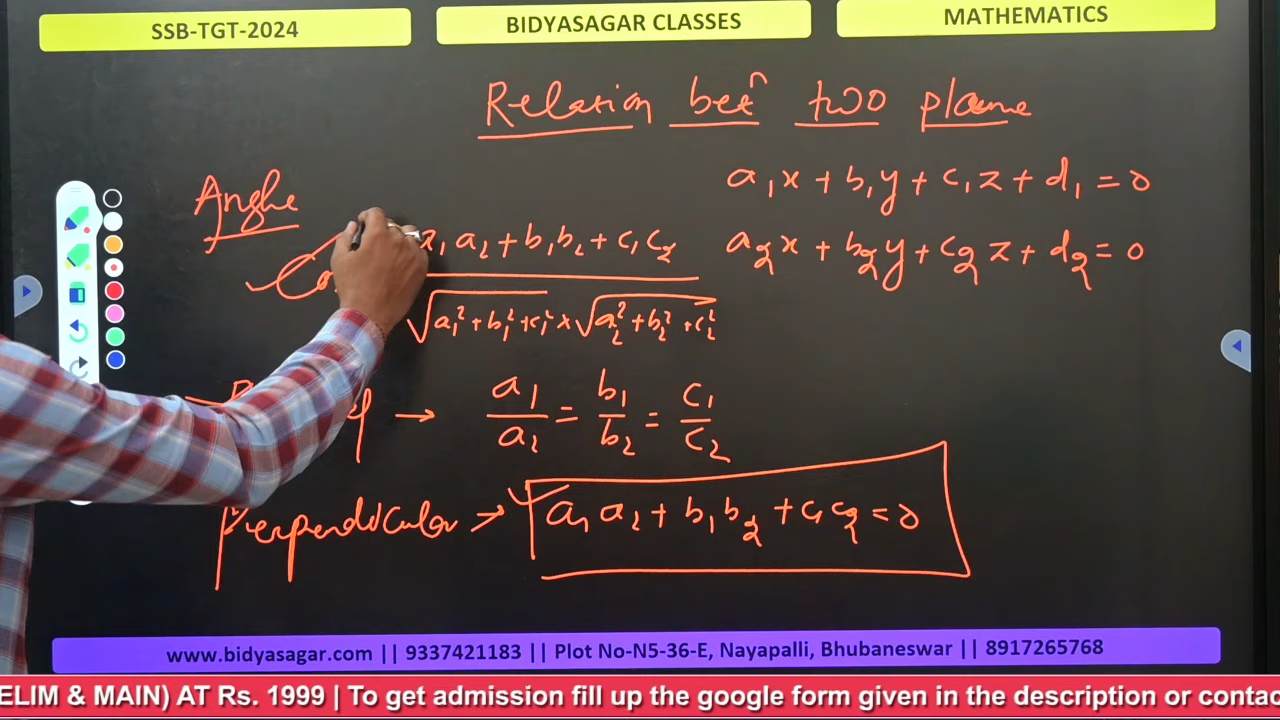 SSB-TGT-2024
BIDYASAGAR CLASSES
MATHEMATICS
Relation betⁿ two plane
Angle
a₁x + b₁y + c₁z + d₁ = 0
a₂x + b₂y + c₂z + d₂ = 0
a₁a₂ + b₁b₂ + c₁c₂
√a₁² + b₁² + c₁² × √a₂² + b₂² + c₂²
→ a₁/a₂ = b₁/b₂ = c₁/c₂
Perpendicular → a₁a₂ + b₁b₂ + c₁c₂ = 0
www.bidyasagar.com || 9337421183 || Plot No-N5-36-E, Nayapalli, Bhubaneswar || 8917265768
ELIM & MAIN) AT Rs. 1999 | To get admission fill up the google form given in the description or contac